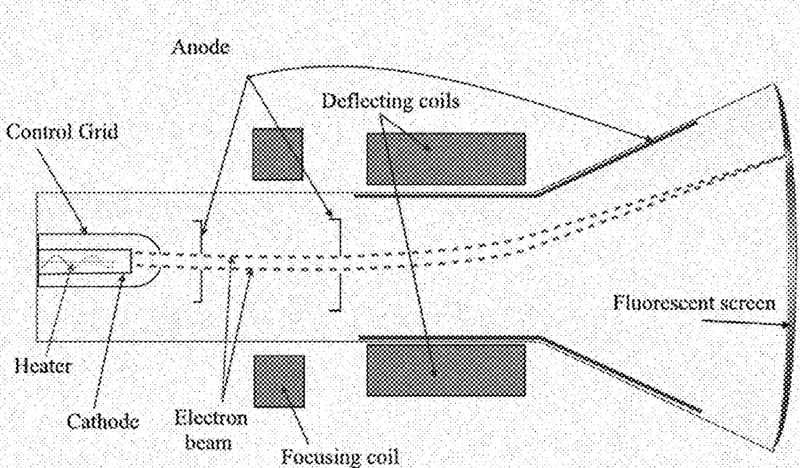 Anode
Deflecting coils
Control Grid
Fluorescent screen
Heater
Cathode
Electron
beam
Focusing coil